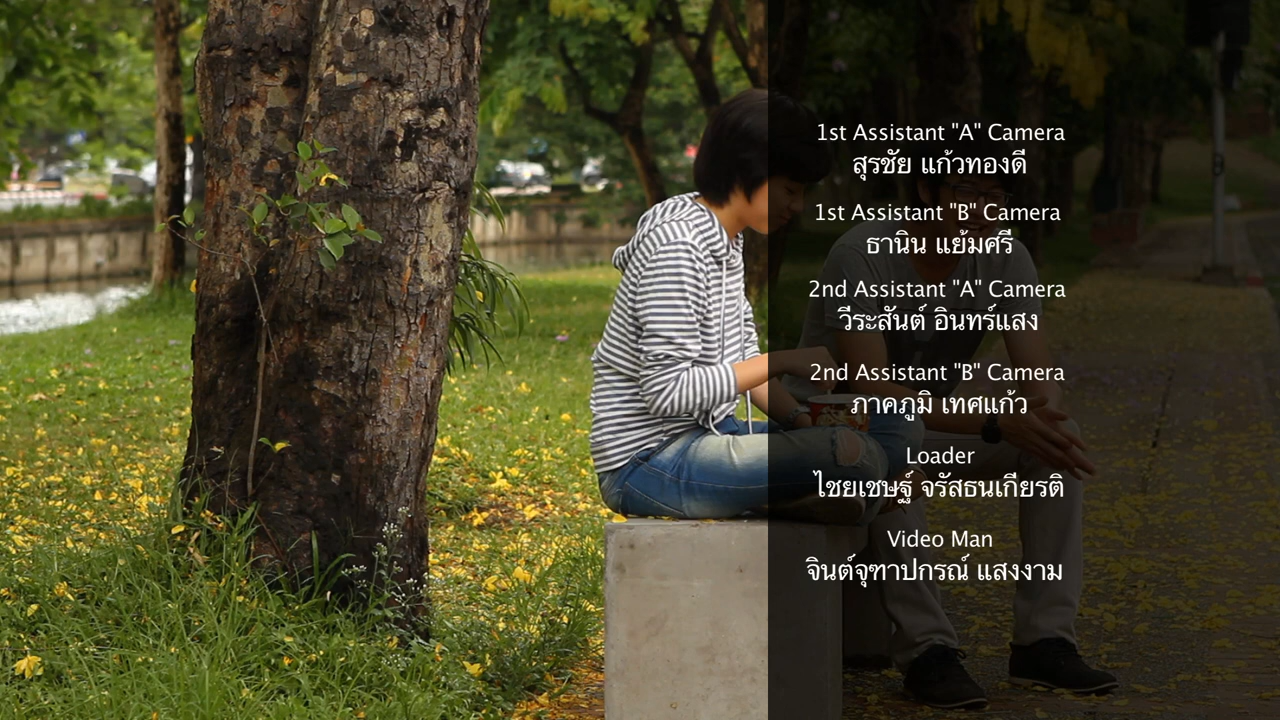 1st Assistant "A" Camera
สุรชัย แก้วทองดี
1st Assistant "B" Camera
ธานิน แย้มศรี
2nd Assistant "A" Camera
วีระสันต์ อินทร์แสง
2nd Assistant "B" Camera
ภาคภูมิ เทศแก้ว
Loader
ไชยเชษฐ์ จรัสธนเกียรติ
Video Man
จินต์จุฑาปกรณ์ แสงงาม